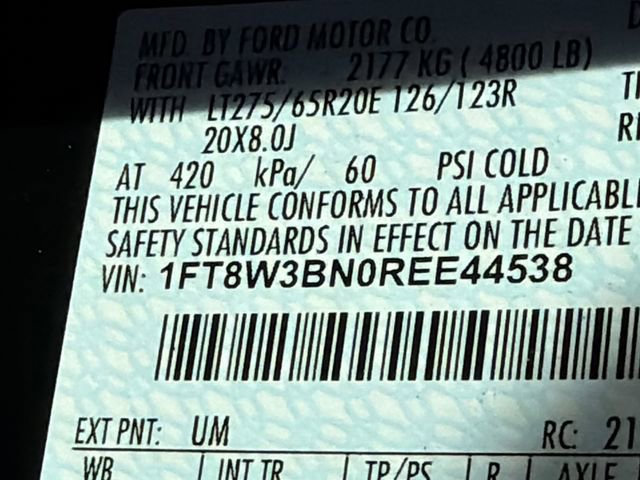 MFD. BY FORD MOTOR CO.
FRONT GAWR: 2177 KG ( 4800 LB)
WITH LT275/65R20E 126/123R
20X8.0J
AT 420 kPa/ 60 PSI COLD
THIS VEHICLE CONFORMS TO ALL APPLICABL
SAFETY STANDARDS IN EFFECT ON THE DATE
VIN: 1FT8W3BN0REE44538
EXT PNT: UM RC: 21
WB INT TR TP/PS R AXLE